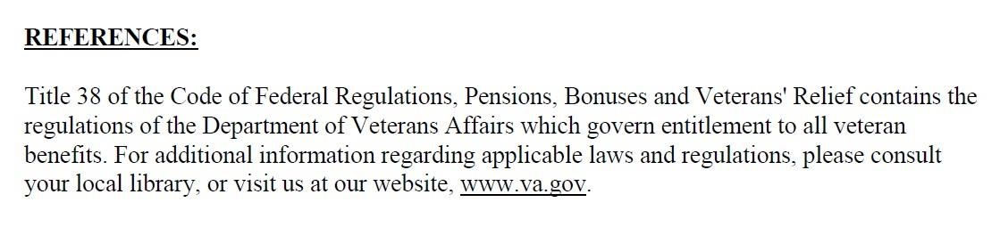 REFERENCES:
Title 38 of the Code of Federal Regulations, Pensions, Bonuses and Veterans' Relief contains the
regulations of the Department of Veterans Affairs which govern entitlement to all veteran
benefits. For additional information regarding applicable laws and regulations, please consult
your local library, or visit us at our website, www.va.gov.